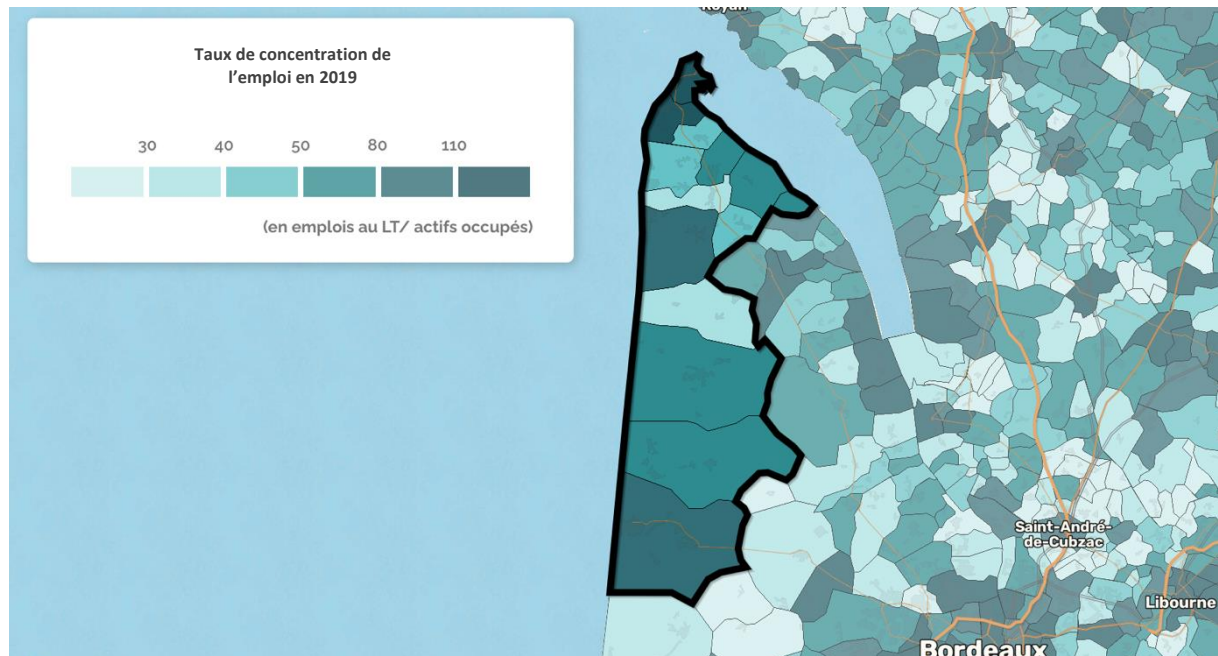 Royan
Taux de concentration de
l’emploi en 2019
30 40 50 80 110
(en emplois au LT/ actifs occupés)
Saint-André-
de-Cubzac
Libourne
Bordeaux